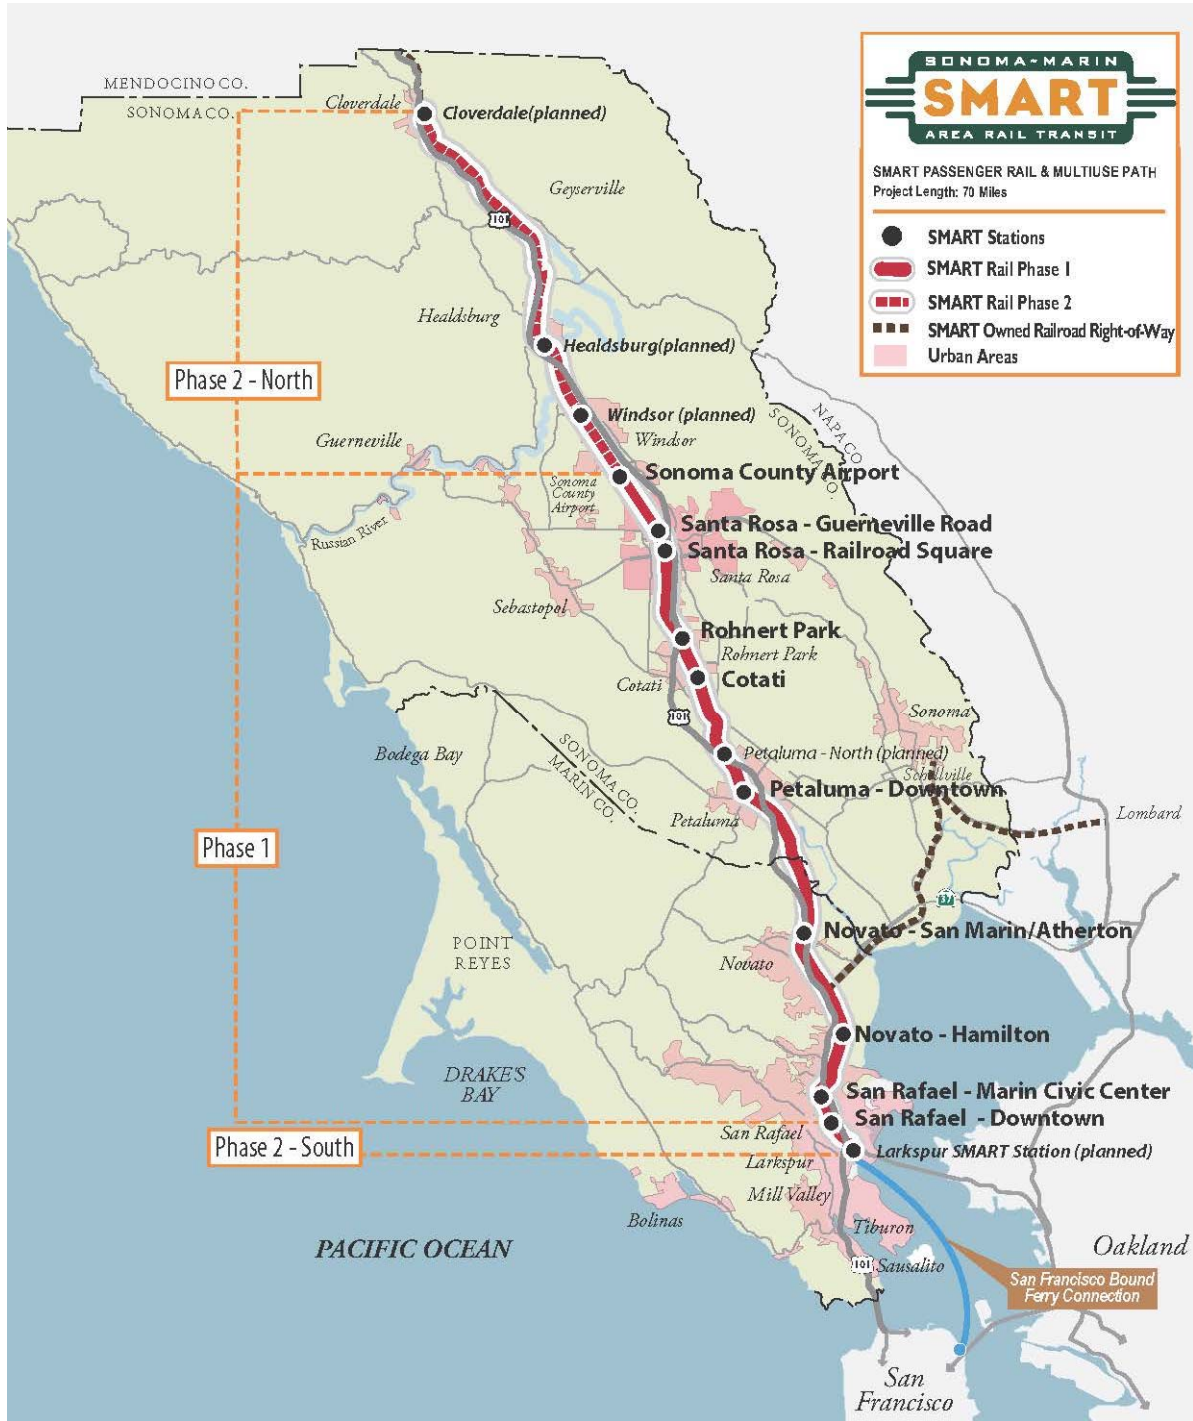 SONOMA-MARIN
SMART
AREA RAIL TRANSIT
SMART PASSENGER RAIL & MULTIUSE PATH
Project Length: 70 Miles
SMART Stations
SMART Rail Phase 1
SMART Rail Phase 2
SMART Owned Railroad Right-of-Way
Urban Areas
MENDOCINO CO.
SONOMA CO.
Cloverdale
Cloverdale(planned)
Geyserville
101
Healdsburg
Healdsburg(planned)
Phase 2 - North
Windsor (planned)
Windsor
NAPA CO.
SONOMA CO.
Guerneville
Sonoma County Airport
Sonoma
County
Airport
Russian River
Santa Rosa - Guerneville Road
Santa Rosa - Railroad Square
Santa Rosa
Sebastopol
Rohnert Park
Rohnert Park
Cotati
Cotati
101
Sonoma
Bodega Bay
SONOMA CO.
MARIN CO.
Petaluma - North (planned)
Schellville
Petaluma - Downtown
Petaluma
Lombard
Phase 1
37
Novato - San Marin/Atherton
POINT
REYES
Novato
Novato - Hamilton
DRAKE'S
BAY
San Rafael - Marin Civic Center
San Rafael - Downtown
San Rafael
Phase 2 - South
Larkspur SMART Station (planned)
Larkspur
Mill Valley
Bolinas
Tiburon
PACIFIC OCEAN
Oakland
101
Sausalito
San Francisco Bound
Ferry Connection
San
Francisco